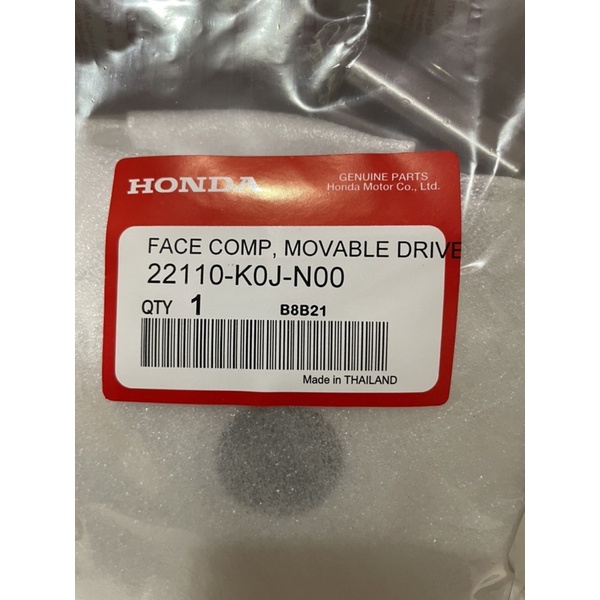 HONDA
GENUINE PARTS
Honda Motor Co., Ltd.
FACE COMP, MOVABLE DRIVE
22110-K0J-N00
QTY 1 B8B21
Made in THAILAND